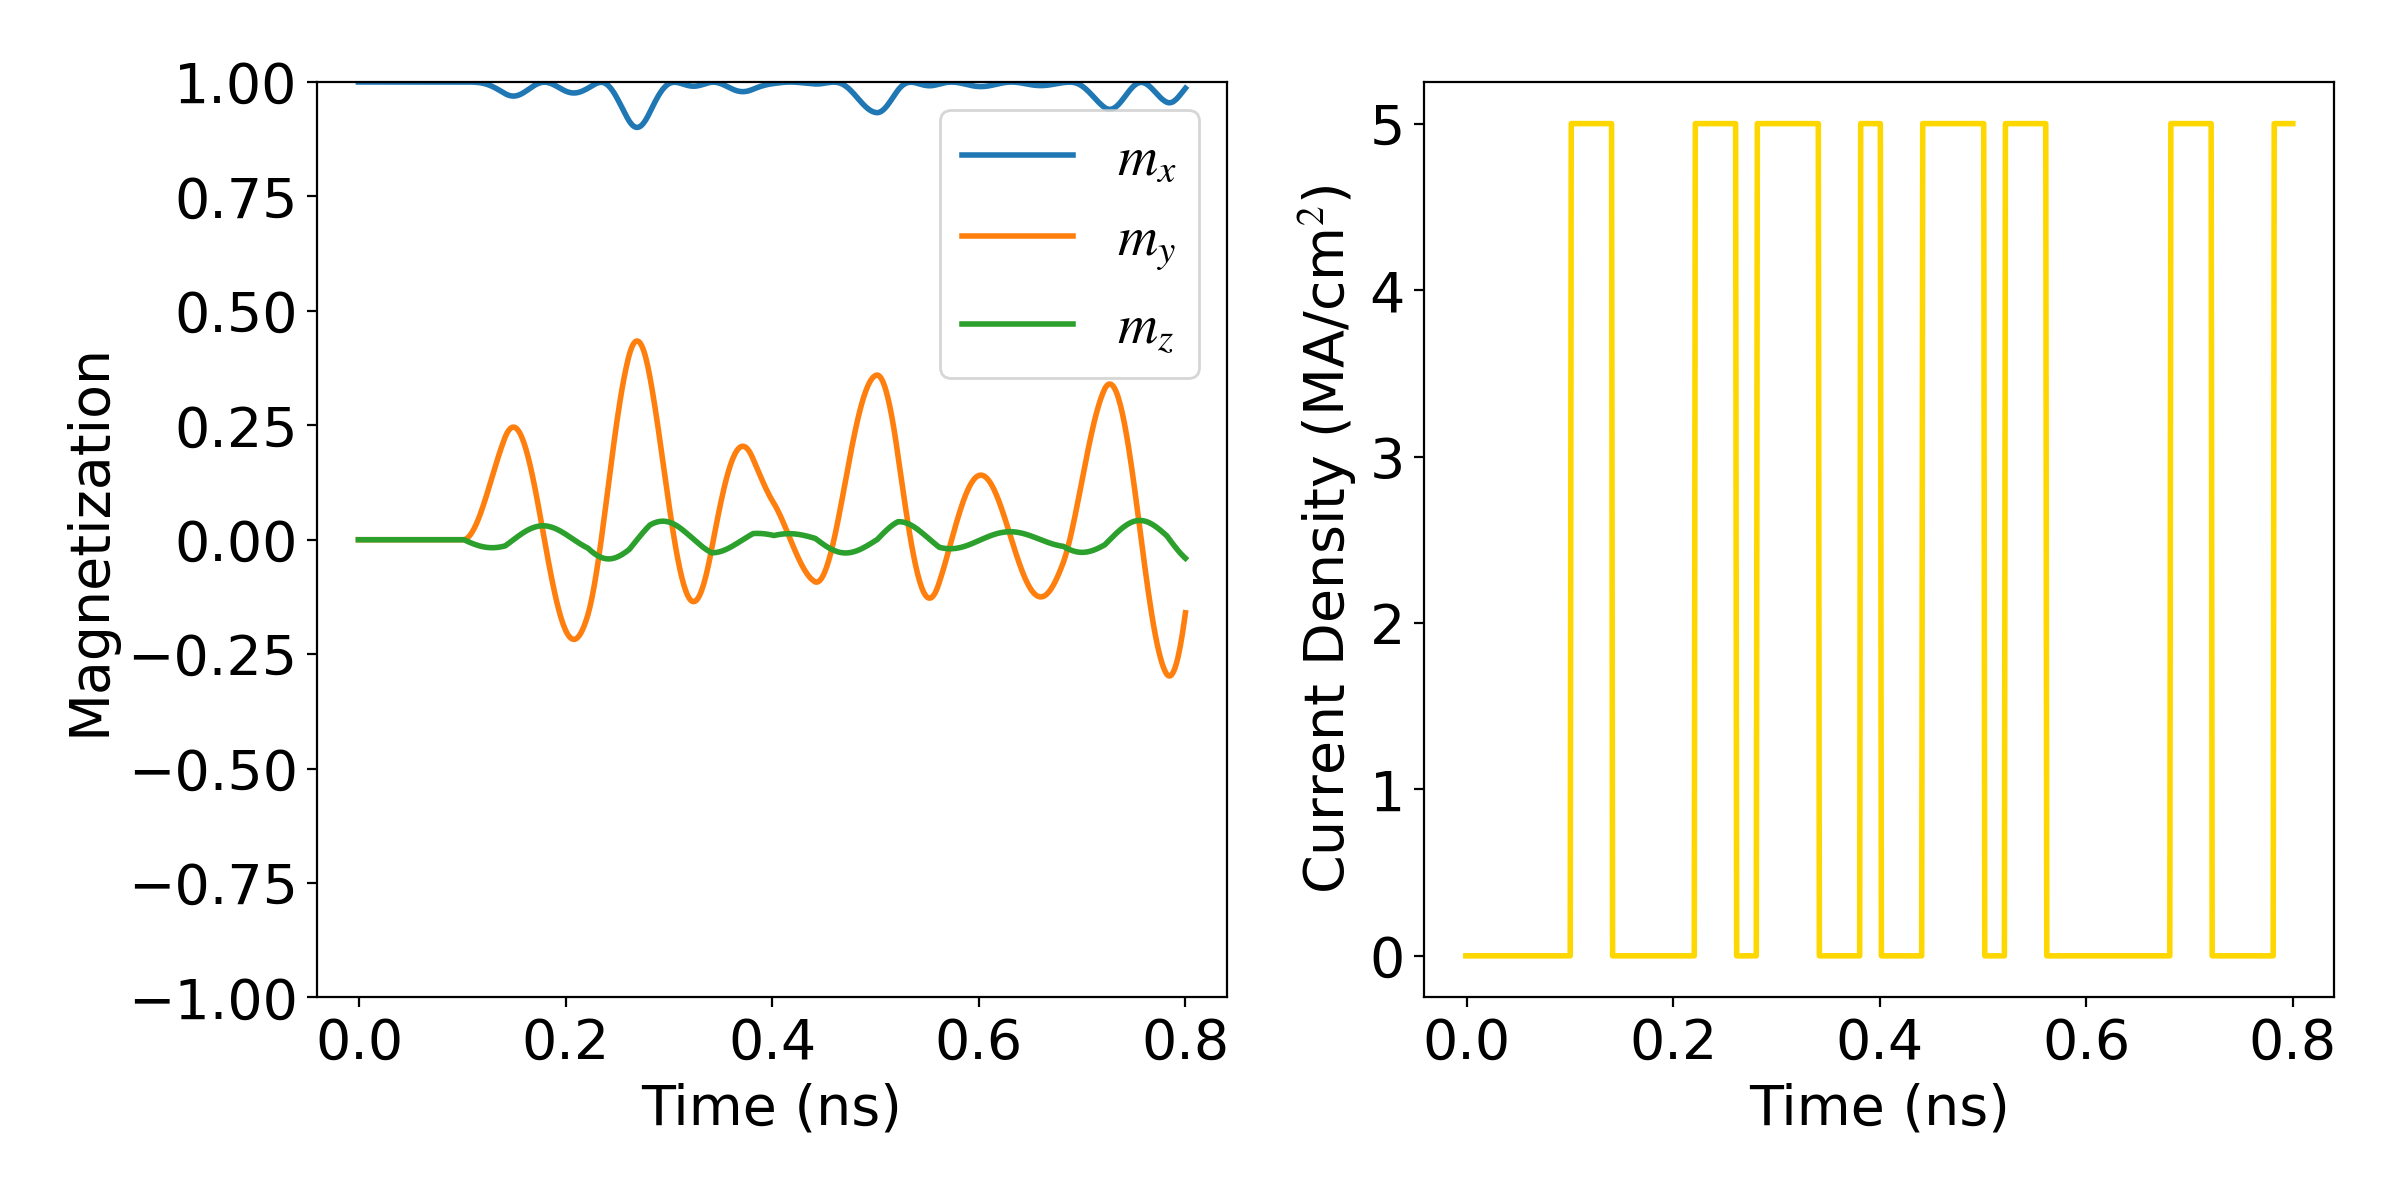 1.00
0.75
0.50
0.25
0.00
−0.25
−0.50
−0.75
−1.00
Magnetization
0.0 0.2 0.4 0.6 0.8
Time (ns)
m_x
m_y
m_z
5
4
3
2
1
0
Current Density (MA/cm²)
0.0 0.2 0.4 0.6 0.8
Time (ns)